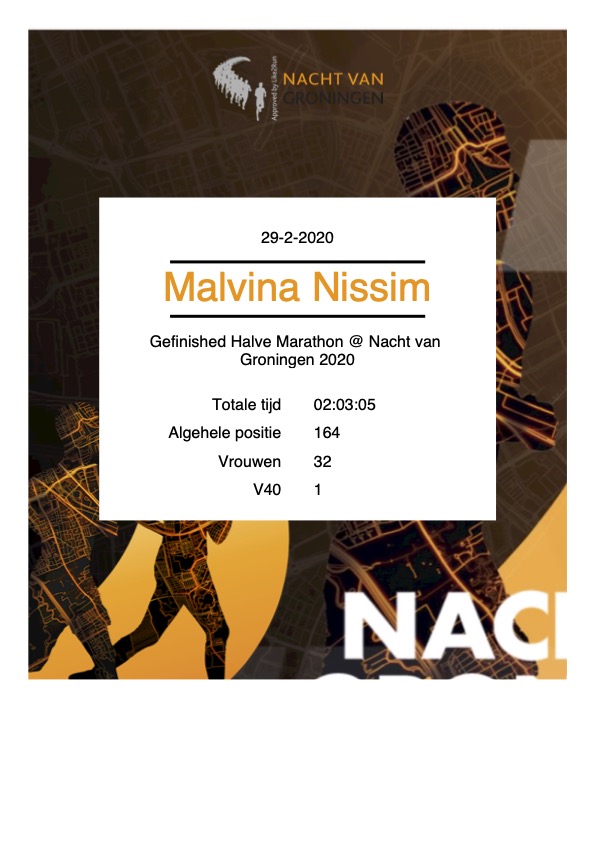 Approved by Like2Run
NACHT VAN
GRONINGEN
29-2-2020
Malvina Nissim
Gefinished Halve Marathon @ Nacht van
Groningen 2020
Totale tijd 02:03:05
Algehele positie 164
Vrouwen 32
V40 1
NACH